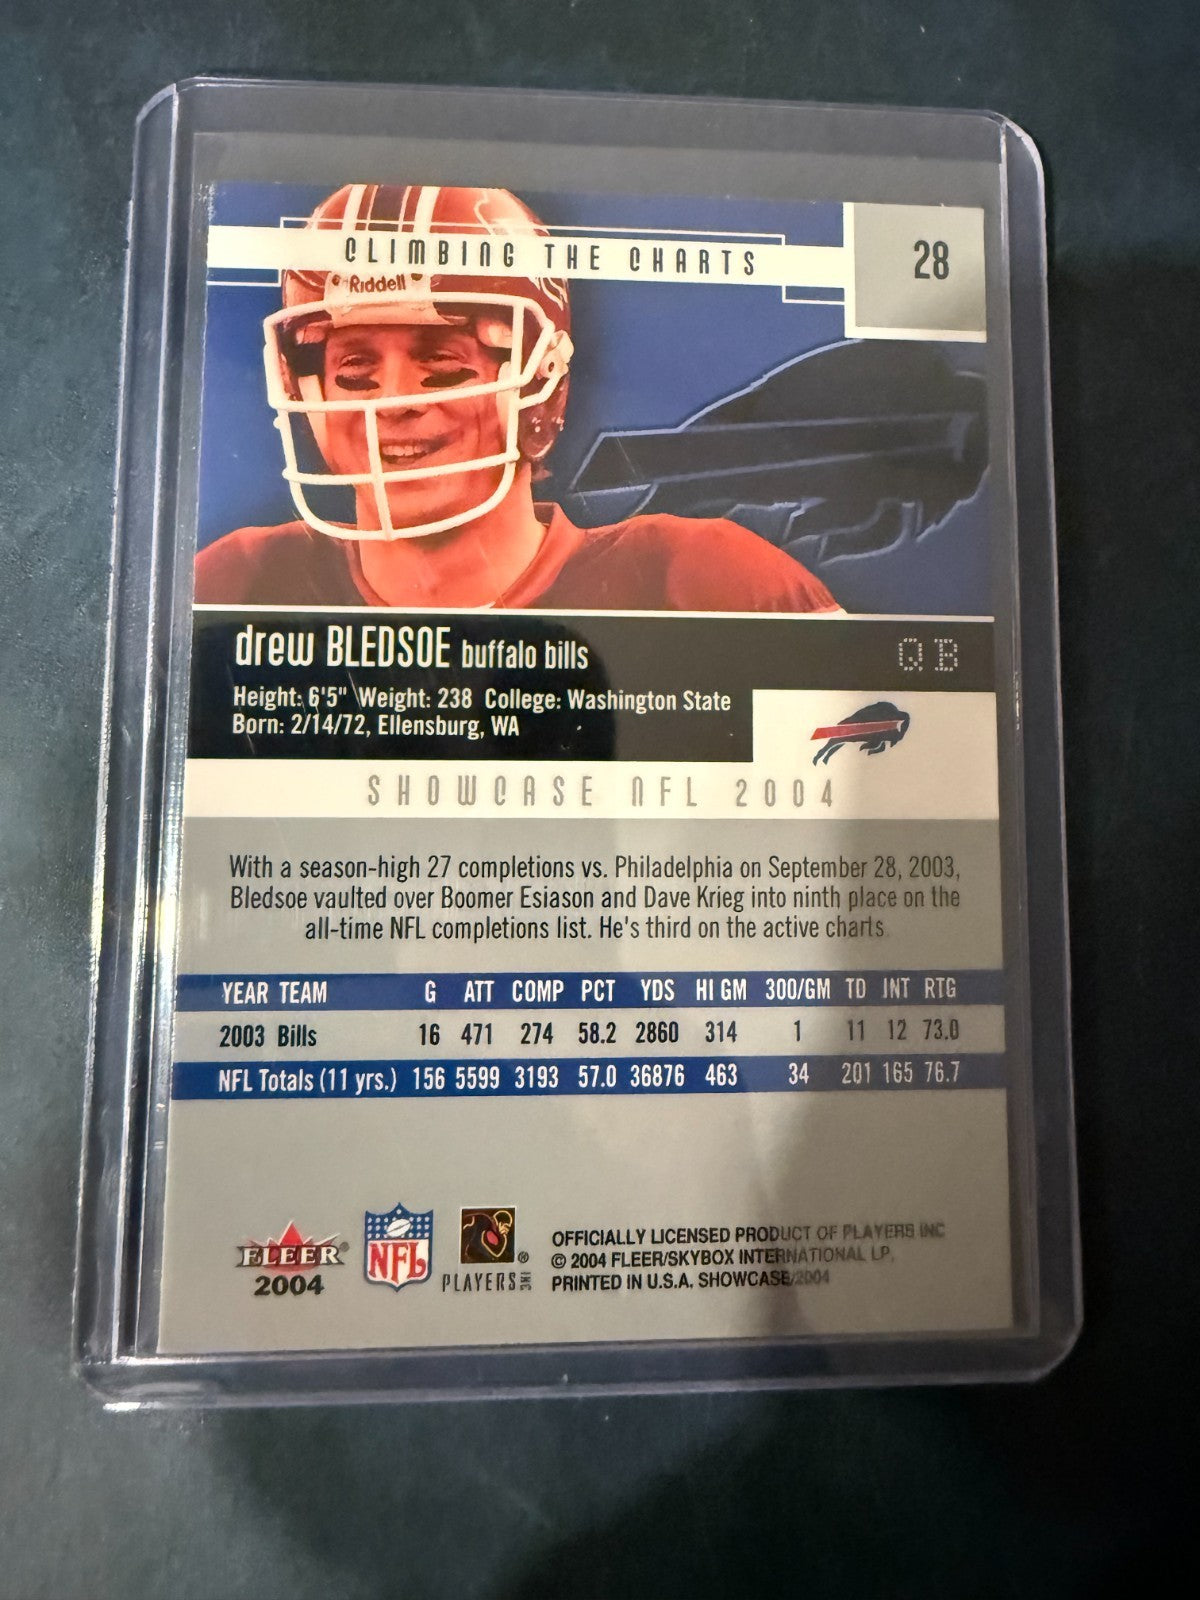 CLIMBING THE CHARTS
28
Riddell
drew BLEDSOE buffalo bills
QB
Height: 6'5" Weight: 238 College: Washington State
Born: 2/14/72, Ellensburg, WA
SHOWCASE NFL 2004
With a season-high 27 completions vs. Philadelphia on September 28, 2003,
Bledsoe vaulted over Boomer Esiason and Dave Krieg into ninth place on the
all-time NFL completions list. He's third on the active charts.
YEAR TEAM G ATT COMP PCT YDS HI GM 300/GM TD INT RTG
2003 Bills 16 471 274 58.2 2860 314 1 11 12 73.0
NFL Totals (11 yrs.) 156 5599 3193 57.0 36876 463 34 201 165 76.7
FLEER®
2004
NFL
®
PLAYERS INC
OFFICIALLY LICENSED PRODUCT OF PLAYERS INC
© 2004 FLEER/SKYBOX INTERNATIONAL LP.
PRINTED IN U.S.A. SHOWCASE/2004